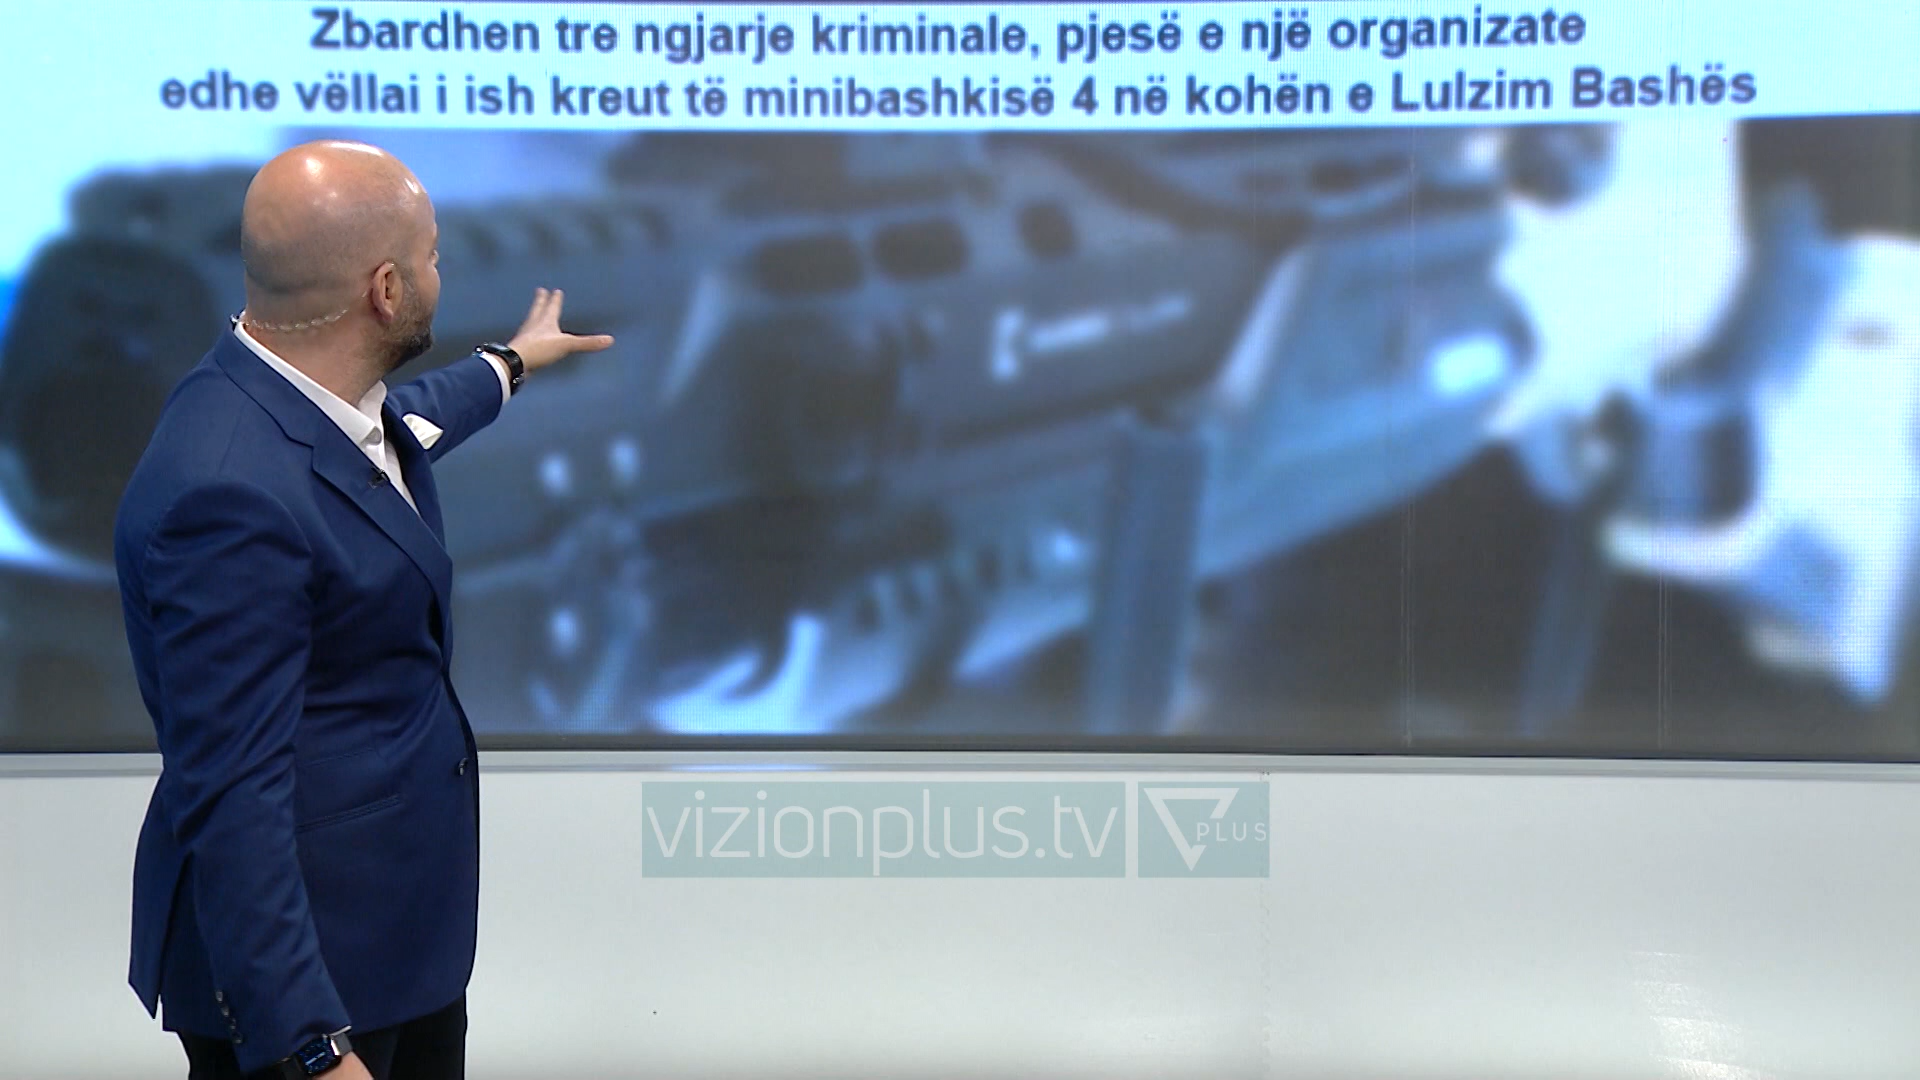 Zbardhen tre ngjarje kriminale, pjesë e një organizate
edhe vëllai i ish kreut të minibashkisë 4 në kohën e Lulzim Bashës
vizionplus.tv PLUS